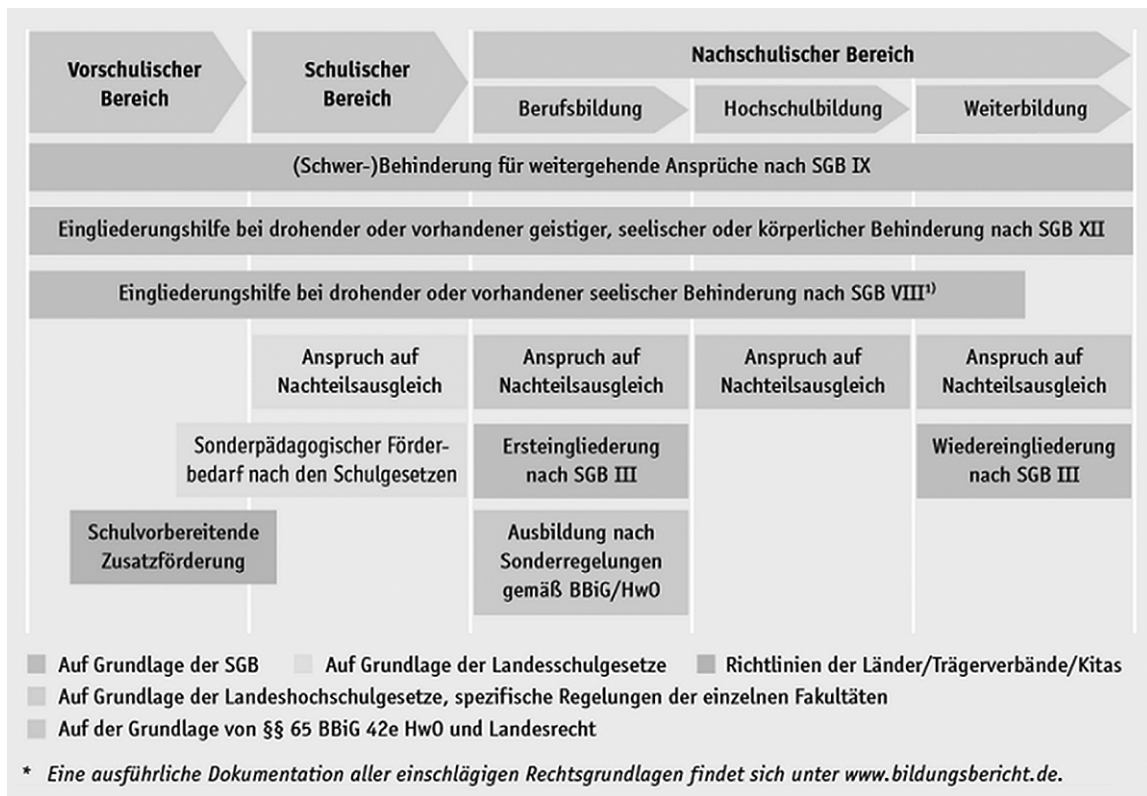 Vorschulischer
Bereich
Schulischer
Bereich
Nachschulischer Bereich
Berufsbildung
Hochschulbildung
Weiterbildung
(Schwer-)Behinderung für weitergehende Ansprüche nach SGB IX
Eingliederungshilfe bei drohender oder vorhandener geistiger, seelischer oder körperlicher Behinderung nach SGB XII
Eingliederungshilfe bei drohender oder vorhandener seelischer Behinderung nach SGB VIII¹⁾
Anspruch auf
Nachteilsausgleich
Anspruch auf
Nachteilsausgleich
Anspruch auf
Nachteilsausgleich
Anspruch auf
Nachteilsausgleich
Sonderpädagogischer Förder-
bedarf nach den Schulgesetzen
Ersteingliederung
nach SGB III
Wiedereingliederung
nach SGB III
Schulvorbereitende
Zusatzförderung
Ausbildung nach
Sonderregelungen
gemäß BBiG/HwO
Auf Grundlage der SGB
Auf Grundlage der Landesschulgesetze
Richtlinien der Länder/Trägerverbände/Kitas
Auf Grundlage der Landeshochschulgesetze, spezifische Regelungen der einzelnen Fakultäten
Auf der Grundlage von §§ 65 BBiG 42e HwO und Landesrecht
* Eine ausführliche Dokumentation aller einschlägigen Rechtsgrundlagen findet sich unter www.bildungsbericht.de.